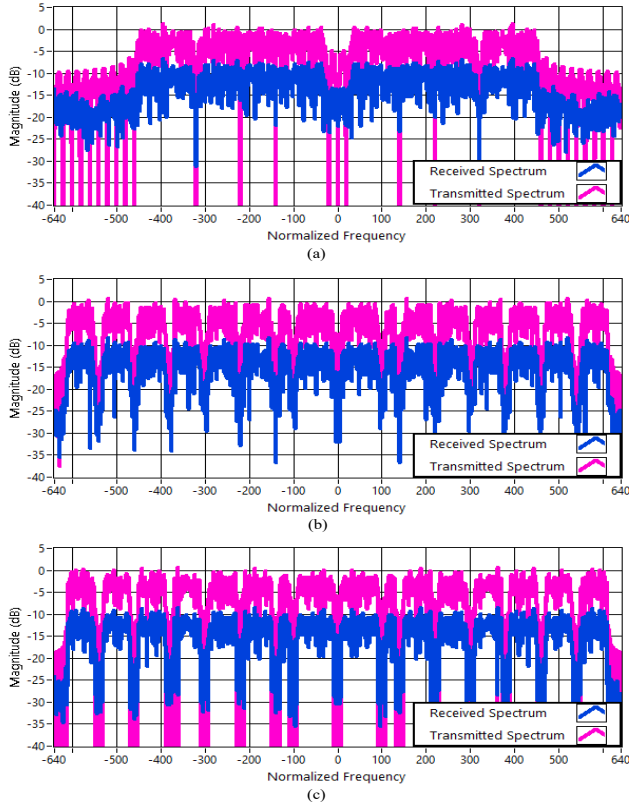 5
0
-5
-10
-15
-20
-25
-30
-35
-40
Magnitude (dB)
Received Spectrum
Transmitted Spectrum
-640 -500 -400 -300 -200 -100 0 100 200 300 400 500 640
Normalized Frequency
(a)
5
0
-5
-10
-15
-20
-25
-30
-35
-40
Magnitude (dB)
Received Spectrum
Transmitted Spectrum
-640 -500 -400 -300 -200 -100 0 100 200 300 400 500 640
Normalized Frequency
(b)
5
0
-5
-10
-15
-20
-25
-30
-35
-40
Magnitude (dB)
Received Spectrum
Transmitted Spectrum
-640 -500 -400 -300 -200 -100 0 100 200 300 400 500 640
Normalized Frequency
(c)